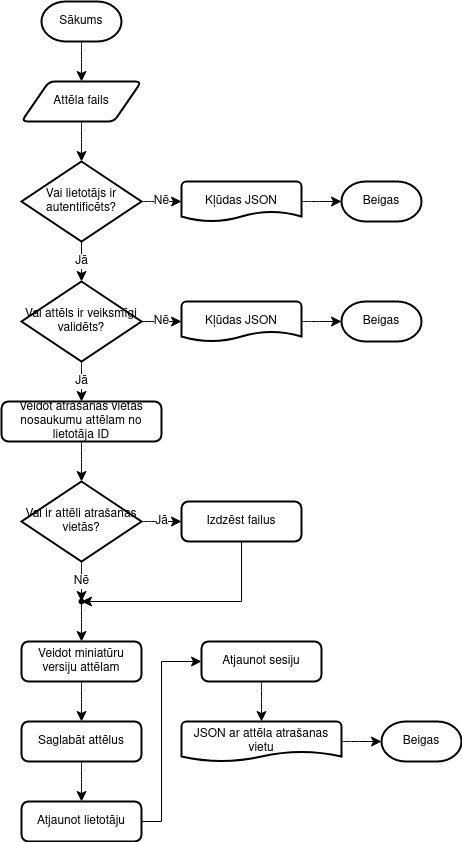 Sākums
Attēla fails
Vai lietotājs ir
autentificēts?
Nē
Kļūdas JSON
Beigas
Jā
Vai attēls ir veiksmīgi
validēts?
Nē
Kļūdas JSON
Beigas
Jā
Veidot atrašanas vietas
nosaukumu attēlam no
lietotāja ID
Vai ir attēli atrašanas
vietās?
Jā
Izdzēst failus
Nē
Veidot miniatūru
versiju attēlam
Saglabāt attēlus
Atjaunot lietotāju
Atjaunot sesiju
JSON ar attēla atrašanas
vietu
Beigas